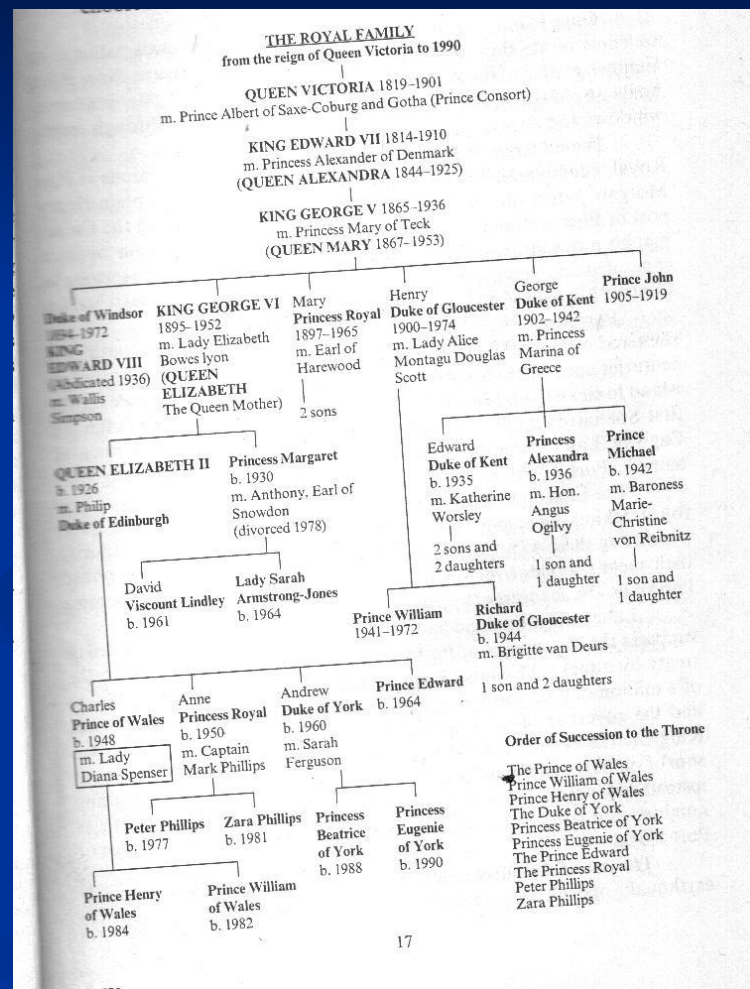 THE ROYAL FAMILY
from the reign of Queen Victoria to 1990
QUEEN VICTORIA 1819–1901
m. Prince Albert of Saxe-Coburg and Gotha (Prince Consort)
KING EDWARD VII 1814-1910
m. Princess Alexander of Denmark
(QUEEN ALEXANDRA 1844–1925)
KING GEORGE V 1865–1936
m. Princess Mary of Teck
(QUEEN MARY 1867–1953)
Duke of Windsor
1894–1972
KING
EDWARD VIII
(Abdicated 1936)
m. Wallis
Simpson
KING GEORGE VI
1895–1952
m. Lady Elizabeth
Bowes lyon
(QUEEN
ELIZABETH
The Queen Mother)
Mary
Princess Royal
1897–1965
m. Earl of
Harewood
2 sons
Henry
Duke of Gloucester
1900–1974
m. Lady Alice
Montagu Douglas
Scott
George
Duke of Kent
1902–1942
m. Princess
Marina of
Greece
Prince John
1905–1919
QUEEN ELIZABETH II
b. 1926
m. Philip
Duke of Edinburgh
Princess Margaret
b. 1930
m. Anthony, Earl of
Snowdon
(divorced 1978)
Edward
Duke of Kent
b. 1935
m. Katherine
Worsley
2 sons and
2 daughters
Princess
Alexandra
b. 1936
m. Hon.
Angus
Ogilvy
1 son and
1 daughter
Prince
Michael
b. 1942
m. Baroness
Marie-
Christine
von Reibnitz
1 son and
1 daughter
David
Viscount Lindley
b. 1961
Lady Sarah
Armstrong-Jones
b. 1964
Prince William
1941–1972
Richard
Duke of Gloucester
b. 1944
m. Brigitte van Deurs
1 son and 2 daughters
Charles
Prince of Wales
b. 1948
m. Lady
Diana Spenser
Anne
Princess Royal
b. 1950
m. Captain
Mark Phillips
Andrew
Duke of York
b. 1960
m. Sarah
Ferguson
Prince Edward
b. 1964
Peter Phillips
b. 1977
Zara Phillips
b. 1981
Princess
Beatrice
of York
b. 1988
Princess
Eugenie
of York
b. 1990
Prince Henry
of Wales
b. 1984
Prince William
of Wales
b. 1982
Order of Succession to the Throne
The Prince of Wales
Prince William of Wales
Prince Henry of Wales
The Duke of York
Princess Beatrice of York
Princess Eugenie of York
The Prince Edward
The Princess Royal
Peter Phillips
Zara Phillips
17